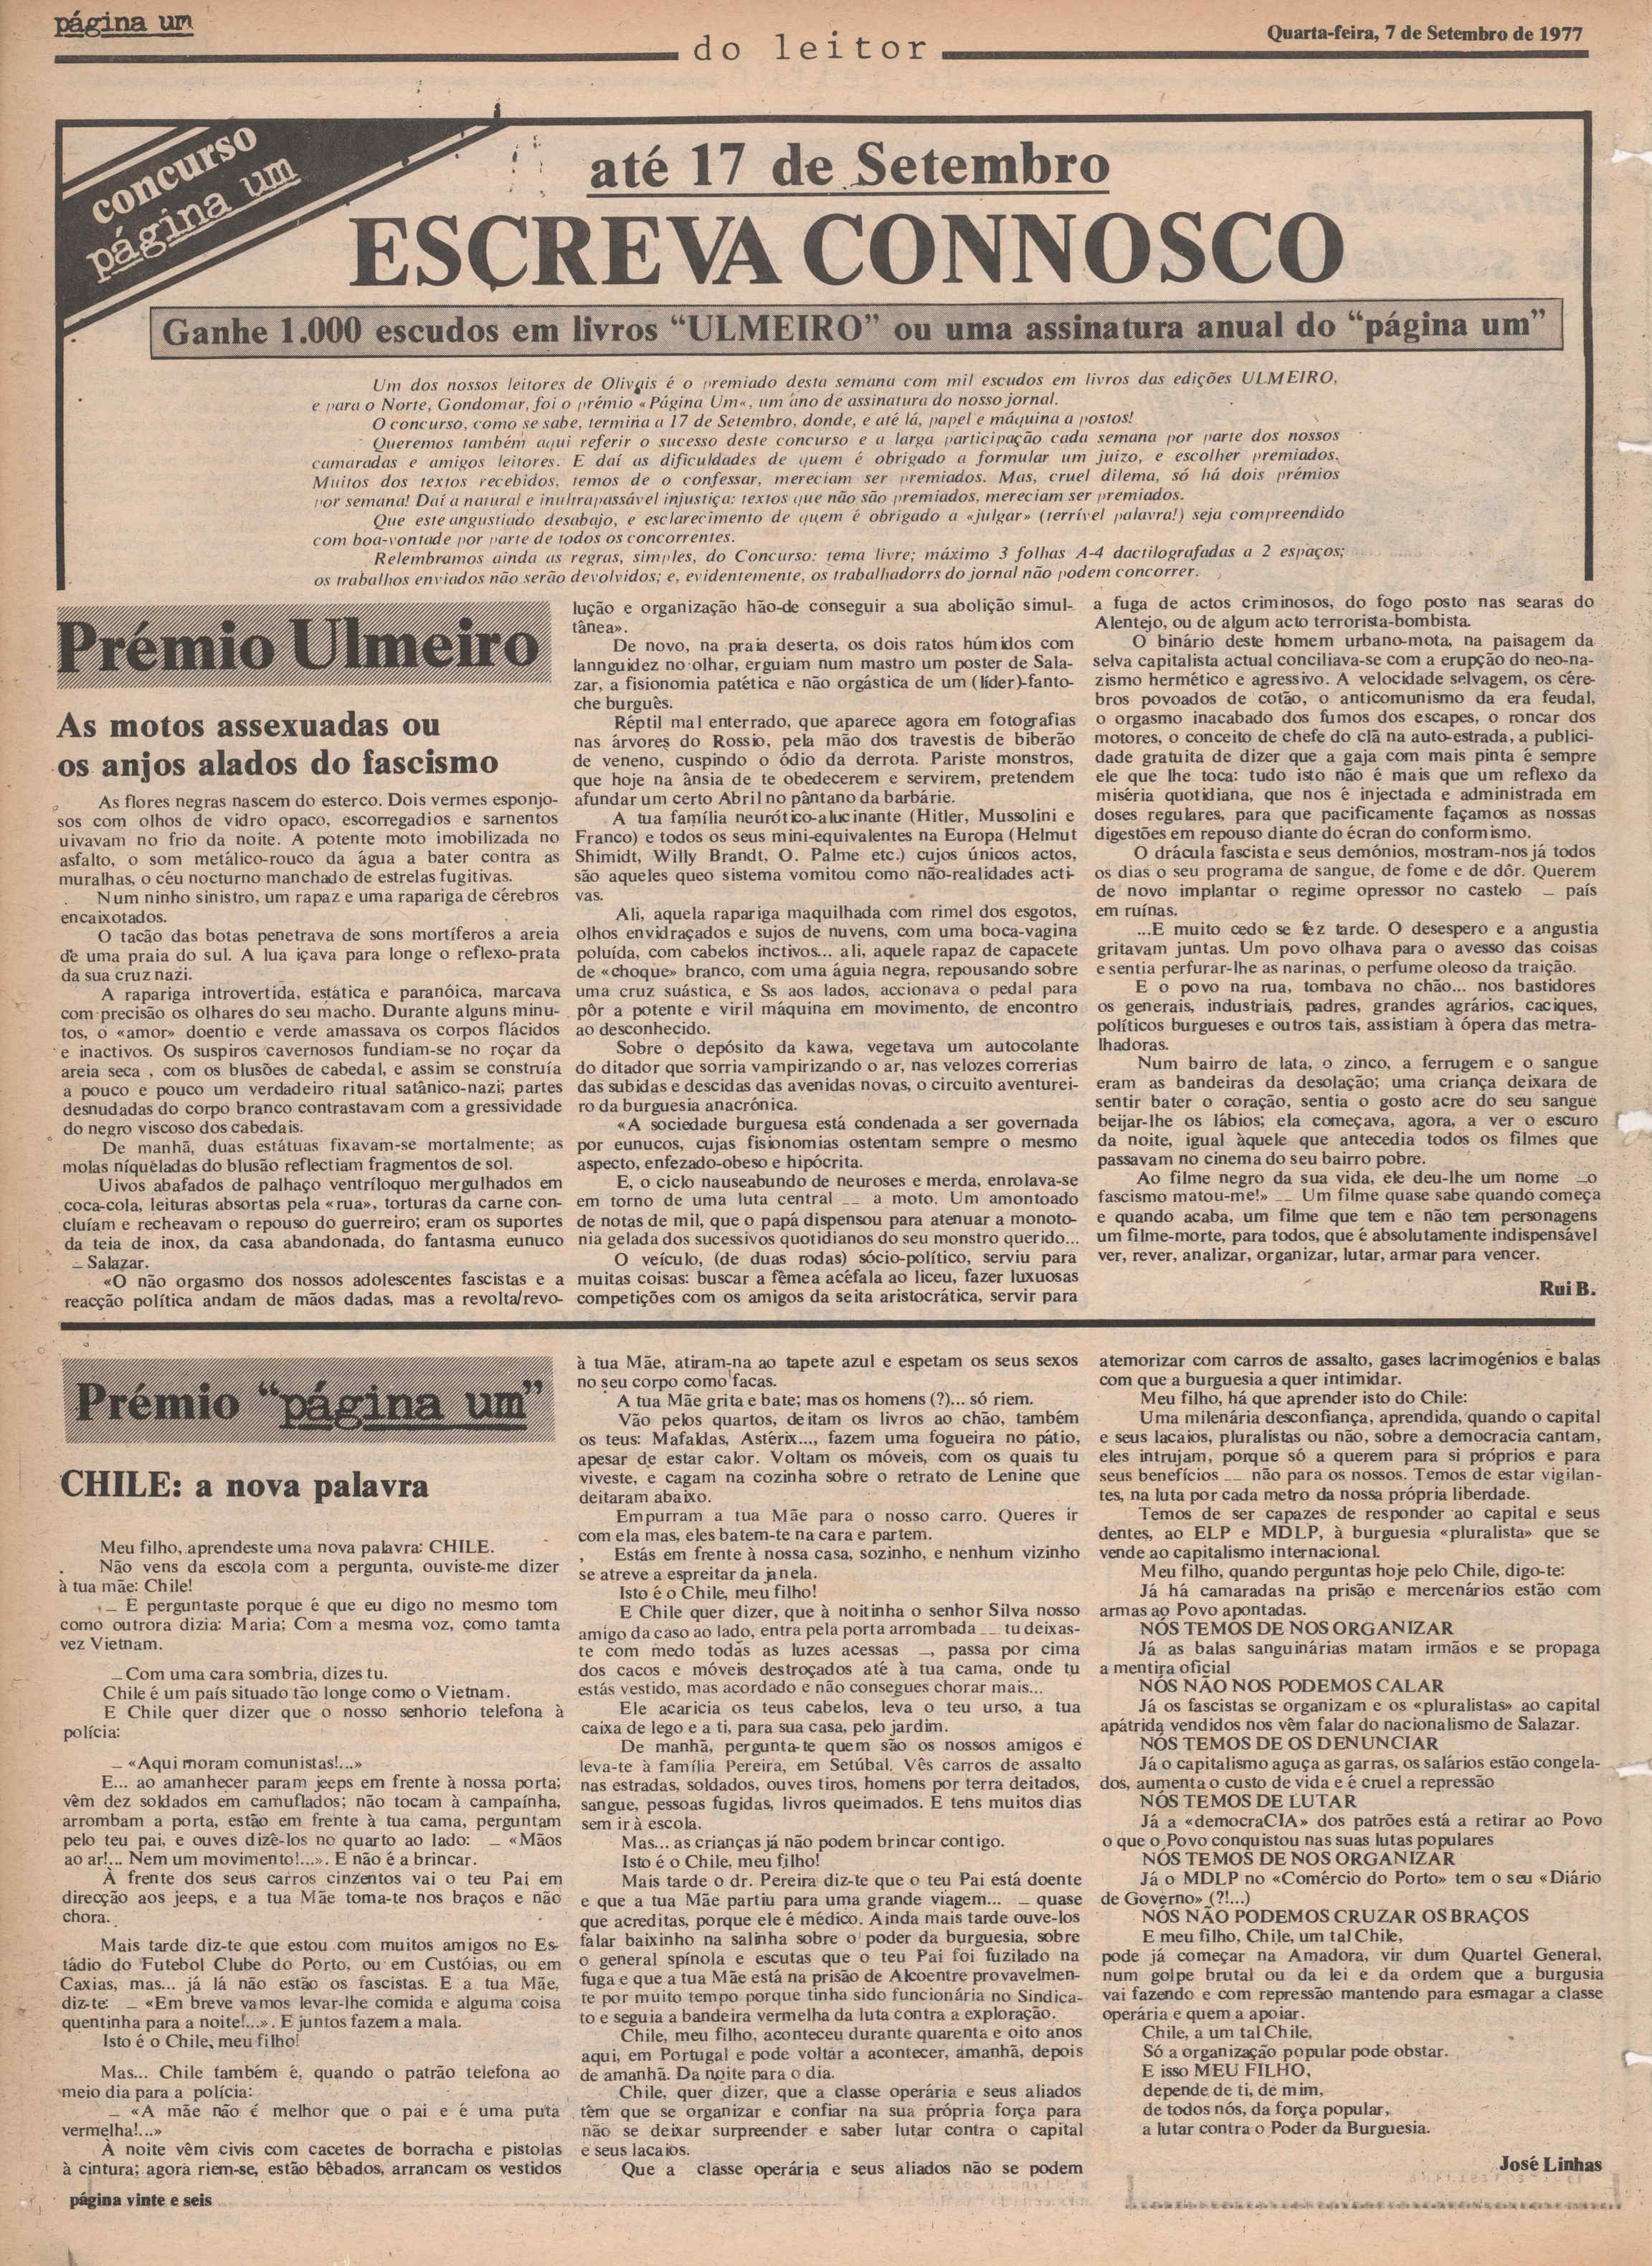 página um
do leitor
Quarta-feira, 7 de Setembro de 1977
concurso
página um
até 17 de Setembro
ESCREVA CONNOSCO
Ganhe 1.000 escudos em livros “ULMEIRO” ou uma assinatura anual do “página um”
Um dos nossos leitores de Olivais é o premiado desta semana com mil escudos em livros das edições ULMEIRO,
e para o Norte, Gondomar, foi o prémio «Página Um«, um ano de assinatura do nosso jornal.
O concurso, como se sabe, termina a 17 de Setembro, donde, e até lá, papel e máquina a postos!
Queremos também aqui referir o sucesso deste concurso e a larga participação cada semana por parte dos nossos
camaradas e amigos leitores. E daí as dificuldades de quem é obrigado a formular um juizo, e escolher premiados.
Muitos dos textos recebidos, temos de o confessar, mereciam ser premiados. Mas, cruel dilema, só há dois prémios
por semana! Daí a natural e inultrapassável injustiça: textos que não são premiados, mereciam ser premiados.
Que este angustiado desabajo, e esclarecimento de quem é obrigado a «julgar» (terrível palavra!) seja compreendido
com boa-vontade por parte de todos os concorrentes.
Relembramos ainda as regras, simples, do Concurso: tema livre; máximo 3 folhas A-4 dactilografadas a 2 espaços;
os trabalhos enviados não serão devolvidos; e, evidentemente, os trabalhadorrs do jornal não podem concorrer.
Prémio Ulmeiro
As motos assexuadas ou
os anjos alados do fascismo
As flores negras nascem do esterco. Dois vermes esponjo-
sos com olhos de vidro opaco, escorregadios e sarnentos
uivavam no frio da noite. A potente moto imobilizada no
asfalto, o som metálico-rouco da água a bater contra as
muralhas, o céu nocturno manchado de estrelas fugitivas.
Num ninho sinistro, um rapaz e uma rapariga de cérebros
encaixotados.
O tacão das botas penetrava de sons mortíferos a areia
de uma praia do sul. A lua içava para longe o reflexo-prata
da sua cruz nazi.
A rapariga introvertida, estática e paranóica, marcava
com precisão os olhares do seu macho. Durante alguns minu-
tos, o «amor» doentio e verde amassava os corpos flácidos
e inactivos. Os suspiros cavernosos fundiam-se no roçar da
areia seca , com os blusões de cabedal, e assim se construía
a pouco e pouco um verdadeiro ritual satânico-nazi; partes
desnudadas do corpo branco contrastavam com a gressividade
do negro viscoso dos cabedais.
De manhã, duas estátuas fixavam-se mortalmente; as
molas niqueladas do blusão reflectiam fragmentos de sol.
Uivos abafados de palhaço ventríloquo mergulhados em
coca-cola, leituras absortas pela «rua», torturas da carne con-
cluíam e recheavam o repouso do guerreiro; eram os suportes
da teia de inox, da casa abandonada, do fantasma eunuco
— Salazar.
«O não orgasmo dos nossos adolescentes fascistas e a
reacção política andam de mãos dadas, mas a revolta/revo-
lução e organização hão-de conseguir a sua abolição simul-
tânea».
De novo, na praia deserta, os dois ratos húmidos com
lannguidez no olhar, erguiam num mastro um poster de Sala-
zar, a fisionomia patética e não orgástica de um (líder)-fanto-
che burguês.
Réptil mal enterrado, que aparece agora em fotografias
nas árvores do Rossio, pela mão dos travestis de biberão
de veneno, cuspindo o ódio da derrota. Pariste monstros,
que hoje na ânsia de te obedecerem e servirem, pretendem
afundar um certo Abril no pântano da barbárie.
A tua família neurótico-alucinante (Hitler, Mussolini e
Franco) e todos os seus mini-equivalentes na Europa (Helmut
Shimidt, Willy Brandt, O. Palme etc.) cujos únicos actos,
são aqueles queo sistema vomitou como não-realidades acti-
vas.
Ali, aquela rapariga maquilhada com rimel dos esgotos,
olhos envidraçados e sujos de nuvens, com uma boca-vagina
poluída, com cabelos inctivos... ali, aquele rapaz de capacete
de «choque» branco, com uma águia negra, repousando sobre
uma cruz suástica, e Ss aos lados, accionava o pedal para
pôr a potente e viril máquina em movimento, de encontro
ao desconhecido.
Sobre o depósito da kawa, vegetava um autocolante
do ditador que sorria vampirizando o ar, nas velozes correrias
das subidas e descidas das avenidas novas, o circuito aventurei-
ro da burguesia anacrónica.
«A sociedade burguesa está condenada a ser governada
por eunucos, cujas fisionomias ostentam sempre o mesmo
aspecto, enfezado-obeso e hipócrita.
E, o ciclo nauseabundo de neuroses e merda, enrolava-se
em torno de uma luta central — a moto. Um amontoado
de notas de mil, que o papá dispensou para atenuar a monoto-
nia gelada dos sucessivos quotidianos do seu monstro querido...
O veículo, (de duas rodas) sócio-político, serviu para
muitas coisas: buscar a fêmea acéfala ao liceu, fazer luxuosas
competições com os amigos da seita aristocrática, servir para
a fuga de actos criminosos, do fogo posto nas searas do
Alentejo, ou de algum acto terrorista-bombista.
O binário deste homem urbano-mota, na paisagem da
selva capitalista actual conciliava-se com a erupção do neo-na-
zismo hermético e agressivo. A velocidade selvagem, os cére-
bros povoados de cotão, o anticomunismo da era feudal,
o orgasmo inacabado dos fumos dos escapes, o roncar dos
motores, o conceito de chefe do clã na auto-estrada, a publici-
dade gratuita de dizer que a gaja com mais pinta é sempre
ele que lhe toca: tudo isto não é mais que um reflexo da
miséria quotidiana, que nos é injectada e administrada em
doses regulares, para que pacificamente façamos as nossas
digestões em repouso diante do écran do conformismo.
O drácula fascista e seus demónios, mostram-nos já todos
os dias o seu programa de sangue, de fome e de dôr. Querem
de novo implantar o regime opressor no castelo — país
em ruínas.
...E muito cedo se fez tarde. O desespero e a angustia
gritavam juntas. Um povo olhava para o avesso das coisas
e sentia perfurar-lhe as narinas, o perfume oleoso da traição.
E o povo na rua, tombava no chão... nos bastidores
os generais, industriais, padres, grandes agrários, caciques,
políticos burgueses e outros tais, assistiam à ópera das metra-
lhadoras.
Num bairro de lata, o zinco, a ferrugem e o sangue
eram as bandeiras da desolação; uma criança deixara de
sentir bater o coração, sentia o gosto acre do seu sangue
beijar-lhe os lábios; ela começava, agora, a ver o escuro
da noite, igual àquele que antecedia todos os filmes que
passavam no cinema do seu bairro pobre.
Ao filme negro da sua vida, ele deu-lhe um nome —o
fascismo matou-me!» — Um filme quase sabe quando começa
e quando acaba, um filme que tem e não tem personagens
um filme-morte, para todos, que é absolutamente indispensável
ver, rever, analizar, organizar, lutar, armar para vencer.
Rui B.
Prémio “página um”
CHILE: a nova palavra
Meu filho, aprendeste uma nova palavra: CHILE.
Não vens da escola com a pergunta, ouviste-me dizer
à tua mãe: Chile!
— E perguntaste porque é que eu digo no mesmo tom
como outrora dizia: Maria; Com a mesma voz, como tamta
vez Vietnam.
— Com uma cara sombria, dizes tu.
Chile é um país situado tão longe como o Vietnam.
E Chile quer dizer que o nosso senhorio telefona à
polícia:
— «Aqui moram comunistas!...»
E... ao amanhecer param jeeps em frente à nossa porta;
vêm dez soldados em camuflados; não tocam à campaínha,
arrombam a porta, estão em frente à tua cama, perguntam
pelo teu pai, e ouves dizê-los no quarto ao lado: — «Mãos
ao ar!... Nem um movimento!...». E não é a brincar.
À frente dos seus carros cinzentos vai o teu Pai em
direcção aos jeeps, e a tua Mãe toma-te nos braços e não
chora.
Mais tarde diz-te que estou com muitos amigos no Es-
tádio do Futebol Clube do Porto, ou em Custóias, ou em
Caxias, mas... já lá não estão os fascistas. E a tua Mãe,
diz-te: — «Em breve vamos levar-lhe comida e alguma coisa
quentinha para a noite!...». E juntos fazem a mala.
Isto é o Chile, meu filho!
Mas... Chile também é, quando o patrão telefona ao
meio dia para a polícia:
— «A mãe não é melhor que o pai e é uma puta
vermelha!...»
À noite vêm civis com cacetes de borracha e pistolas
à cintura; agora riem-se, estão bêbados, arrancam os vestidos
à tua Mãe, atiram-na ao tapete azul e espetam os seus sexos
no seu corpo como facas.
A tua Mãe grita e bate; mas os homens (?)... só riem.
Vão pelos quartos, deitam os livros ao chão, também
os teus: Mafaldas, Astérix..., fazem uma fogueira no pátio,
apesar de estar calor. Voltam os móveis, com os quais tu
viveste, e cagam na cozinha sobre o retrato de Lenine que
deitaram abaixo.
Empurram a tua Mãe para o nosso carro. Queres ir
com ela mas, eles batem-te na cara e partem.
Estás em frente à nossa casa, sozinho, e nenhum vizinho
se atreve a espreitar da janela.
Isto é o Chile, meu filho!
E Chile quer dizer, que à noitinha o senhor Silva nosso
amigo da caso ao lado, entra pela porta arrombada — tu deixas-
te com medo todas as luzes acessas —, passa por cima
dos cacos e móveis destroçados até à tua cama, onde tu
estás vestido, mas acordado e não consegues chorar mais...
Ele acaricia os teus cabelos, leva o teu urso, a tua
caixa de lego e a ti, para sua casa, pelo jardim.
De manhã, pergunta-te quem são os nossos amigos e
leva-te à família Pereira, em Setúbal. Vês carros de assalto
nas estradas, soldados, ouves tiros, homens por terra deitados,
sangue, pessoas fugidas, livros queimados. E tens muitos dias
sem ir à escola.
Mas... as crianças já não podem brincar contigo.
Isto é o Chile, meu filho!
Mais tarde o dr. Pereira diz-te que o teu Pai está doente
e que a tua Mãe partiu para uma grande viagem... — quase
que acreditas, porque ele é médico. Ainda mais tarde ouve-los
falar baixinho na salinha sobre o poder da burguesia, sobre
o general spínola e escutas que o teu Pai foi fuzilado na
fuga e que a tua Mãe está na prisão de Alcoentre provavelmen-
te por muito tempo porque tinha sido funcionária no Sindica-
to e seguia a bandeira vermelha da luta contra a exploração.
Chile, meu filho, aconteceu durante quarenta e oito anos
aqui, em Portugal e pode voltar a acontecer, amanhã, depois
de amanhã. Da noite para o dia.
Chile, quer dizer, que a classe operária e seus aliados
têm que se organizar e confiar na sua própria força para
não se deixar surpreender e saber lutar contra o capital
e seus lacaios.
Que a classe operária e seus aliados não se podem
atemorizar com carros de assalto, gases lacrimogénios e balas
com que a burguesia a quer intimidar.
Meu filho, há que aprender isto do Chile:
Uma milenária desconfiança, aprendida, quando o capital
e seus lacaios, pluralistas ou não, sobre a democracia cantam,
eles intrujam, porque só a querem para si próprios e para
seus benefícios — não para os nossos. Temos de estar vigilan-
tes, na luta por cada metro da nossa própria liberdade.
Temos de ser capazes de responder ao capital e seus
dentes, ao ELP e MDLP, à burguesia «pluralista» que se
vende ao capitalismo internacional.
Meu filho, quando perguntas hoje pelo Chile, digo-te:
Já há camaradas na prisão e mercenários estão com
armas ao Povo apontadas.
NÓS TEMOS DE NOS ORGANIZAR
Já as balas sanguinárias matam irmãos e se propaga
a mentira oficial
NÓS NÃO NOS PODEMOS CALAR
Já os fascistas se organizam e os «pluralistas» ao capital
apátrida vendidos nos vêm falar do nacionalismo de Salazar.
NÓS TEMOS DE OS DENUNCIAR
Já o capitalismo aguça as garras, os salários estão congela-
dos, aumenta o custo de vida e é cruel a repressão
NÓS TEMOS DE LUTAR
Já a «democraCIA» dos patrões está a retirar ao Povo
o que o Povo conquistou nas suas lutas populares
NÓS TEMOS DE NOS ORGANIZAR
Já o MDLP no «Comércio do Porto» tem o seu «Diário
de Governo» (?!...)
NÓS NÃO PODEMOS CRUZAR OS BRAÇOS
E meu filho, Chile, um tal Chile,
pode já começar na Amadora, vir dum Quartel General,
num golpe brutal ou da lei e da ordem que a burgusia
vai fazendo e com repressão mantendo para esmagar a classe
operária e quem a apoiar.
Chile, a um tal Chile,
Só a organização popular pode obstar.
E isso MEU FILHO,
depende de ti, de mim,
de todos nós, da força popular,
a lutar contra o Poder da Burguesia.
José Linhas
página vinte e seis